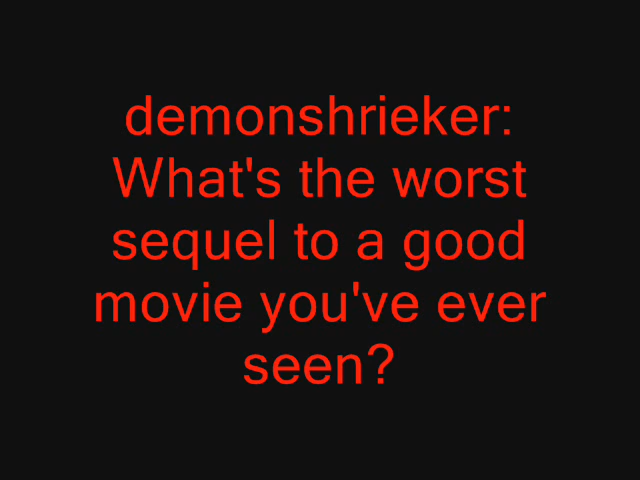 demonshrieker:
What's the worst
sequel to a good
movie you've ever
seen?